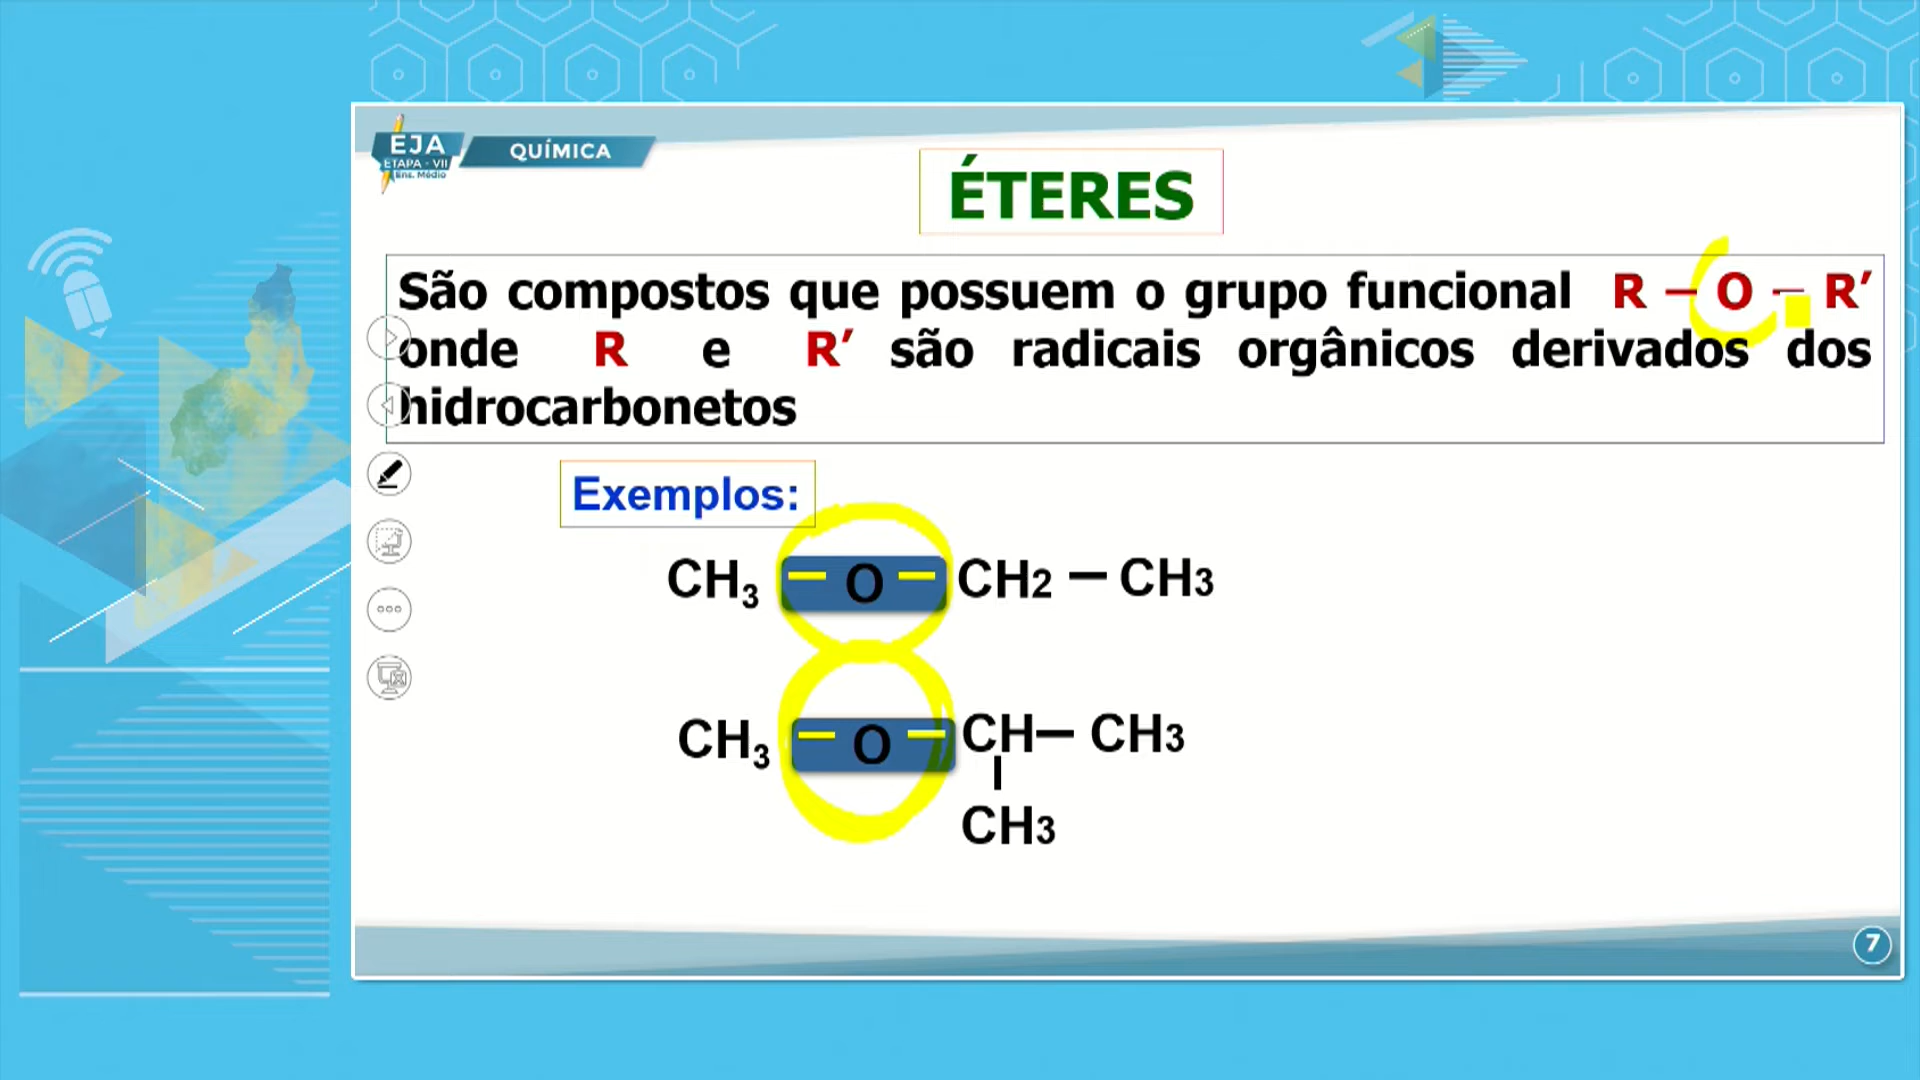 EJA
ETAPA - VII
Ens. Médio
QUÍMICA
ÉTERES
São compostos que possuem o grupo funcional R – O – R’
onde R e R’ são radicais orgânicos derivados dos
hidrocarbonetos
Exemplos:
CH3 – O – CH2 – CH3
CH3 – O – CH – CH3
CH3
7